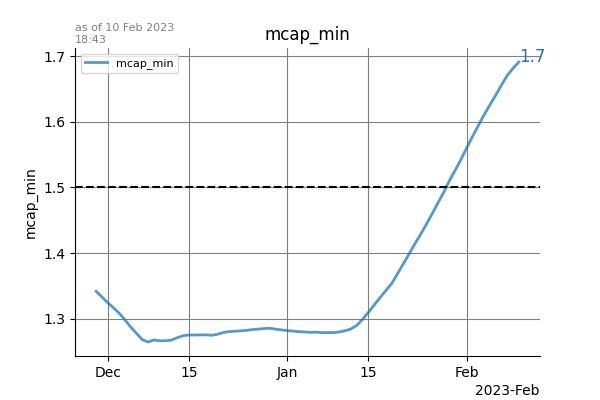 as of 10 Feb 2023
18:43
mcap_min
1.7
mcap_min
1.7
1.6
1.5
1.4
1.3
mcap_min
Dec
15
Jan
15
Feb
2023-Feb